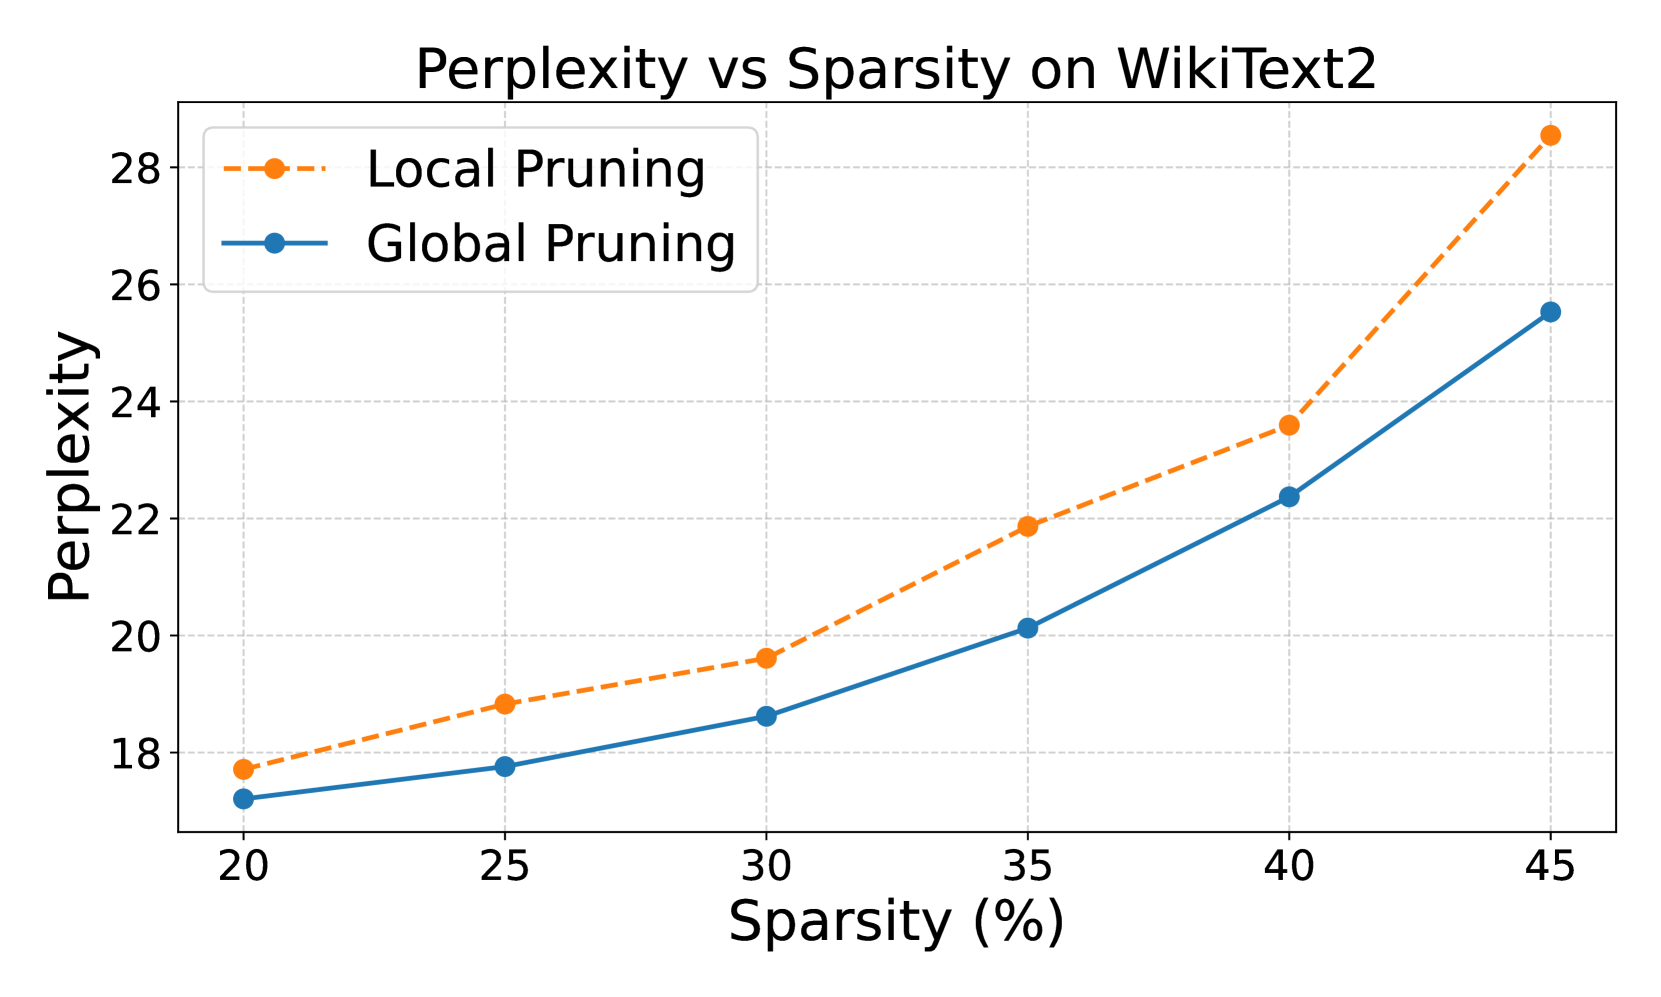 Perplexity vs Sparsity on WikiText2
Local Pruning
Global Pruning
Perplexity
28
26
24
22
20
18
20 25 30 35 40 45
Sparsity (%)